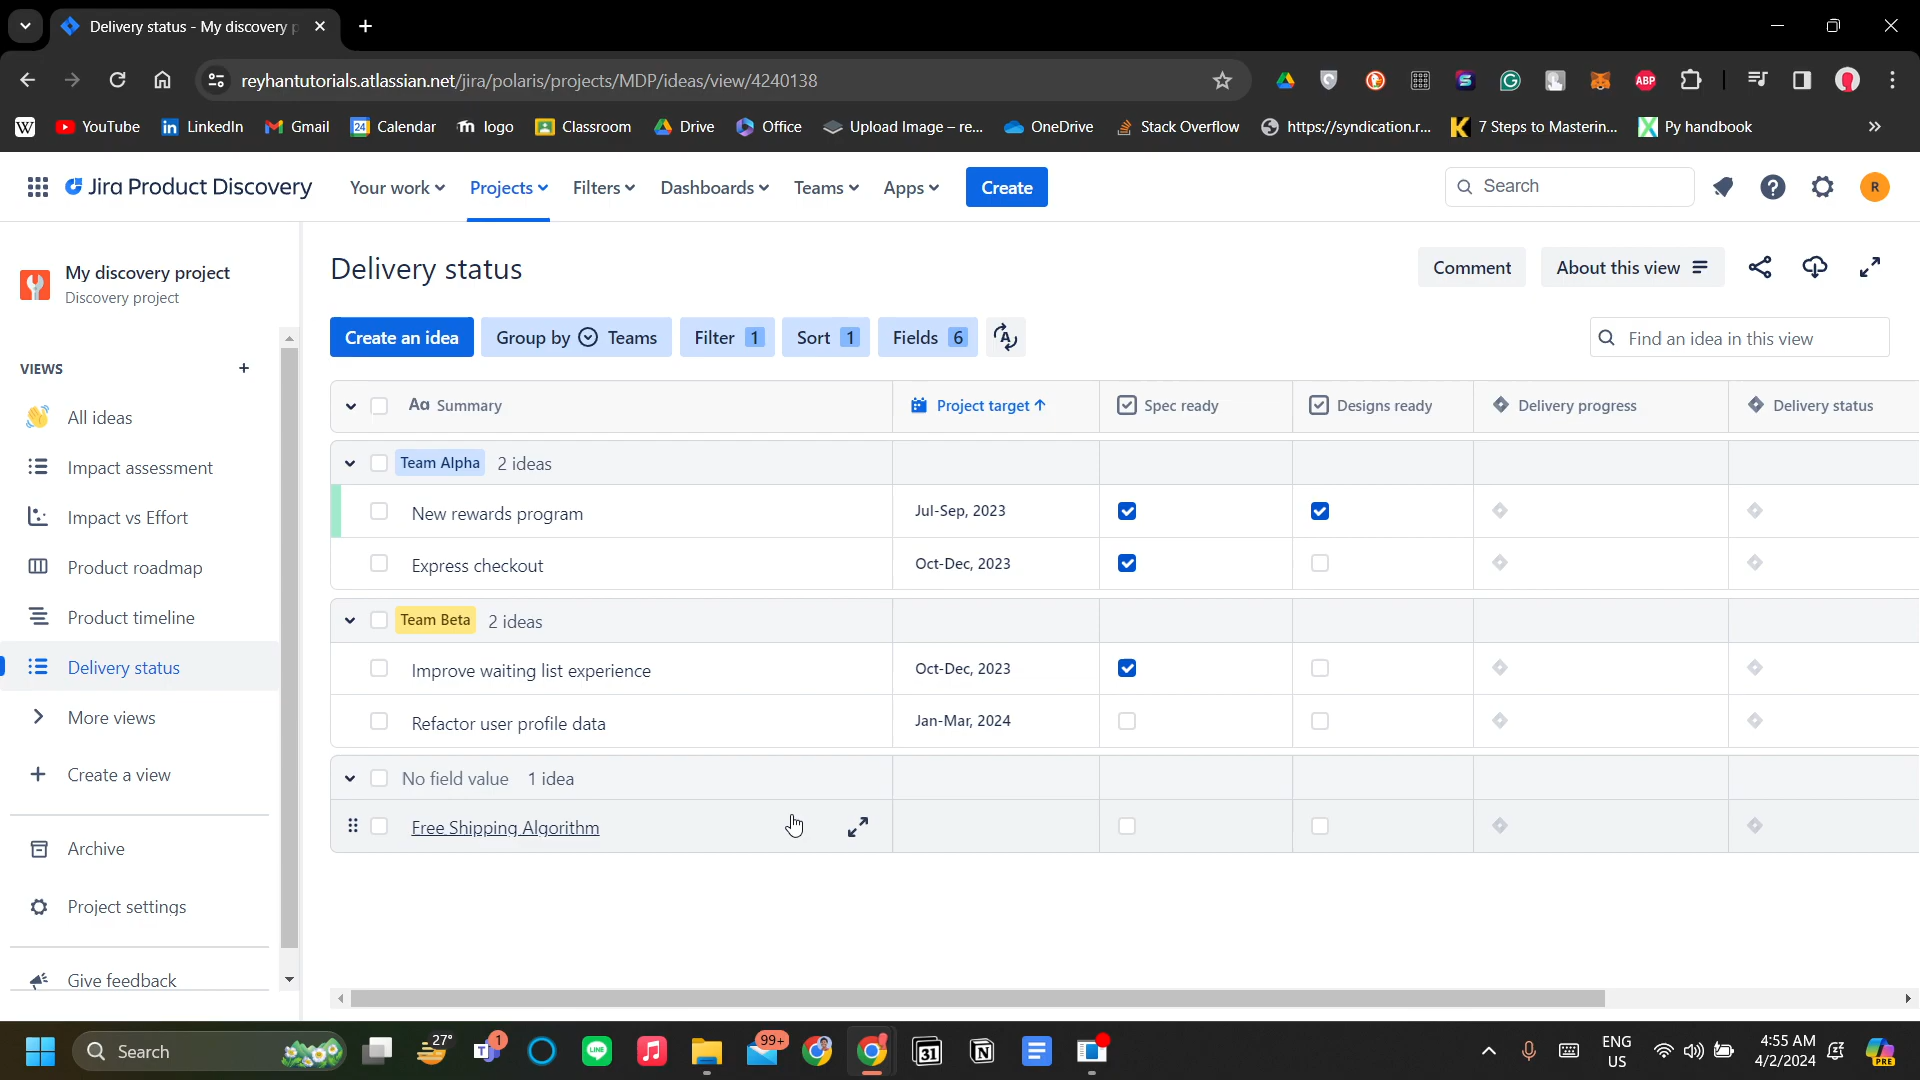 Delivery status - My discovery p
reyhantutorials.atlassian.net/jira/polaris/projects/MDP/ideas/view/4240138
ABP
W YouTube LinkedIn Gmail 24 Calendar m logo Classroom Drive Office Upload Image – re... OneDrive Stack Overflow https://syndication.r... 7 Steps to Masterin... Py handbook
Jira Product Discovery Your work Projects Filters Dashboards Teams Apps Create Search R
My discovery project
Discovery project
Delivery status
Comment About this view
Create an idea Group by Teams Filter 1 Sort 1 Fields 6 Find an idea in this view
VIEWS
All ideas
Impact assessment
Impact vs Effort
Product roadmap
Product timeline
Delivery status
More views
Create a view
Archive
Project settings
Give feedback
Aa Summary Project target Spec ready Designs ready Delivery progress Delivery status
Team Alpha 2 ideas
New rewards program Jul-Sep, 2023
Express checkout Oct-Dec, 2023
Team Beta 2 ideas
Improve waiting list experience Oct-Dec, 2023
Refactor user profile data Jan-Mar, 2024
No field value 1 idea
Free Shipping Algorithm
Search 27° 1 LINE 99+ 31 ENG 4:55 AM PRE
US 4/2/2024